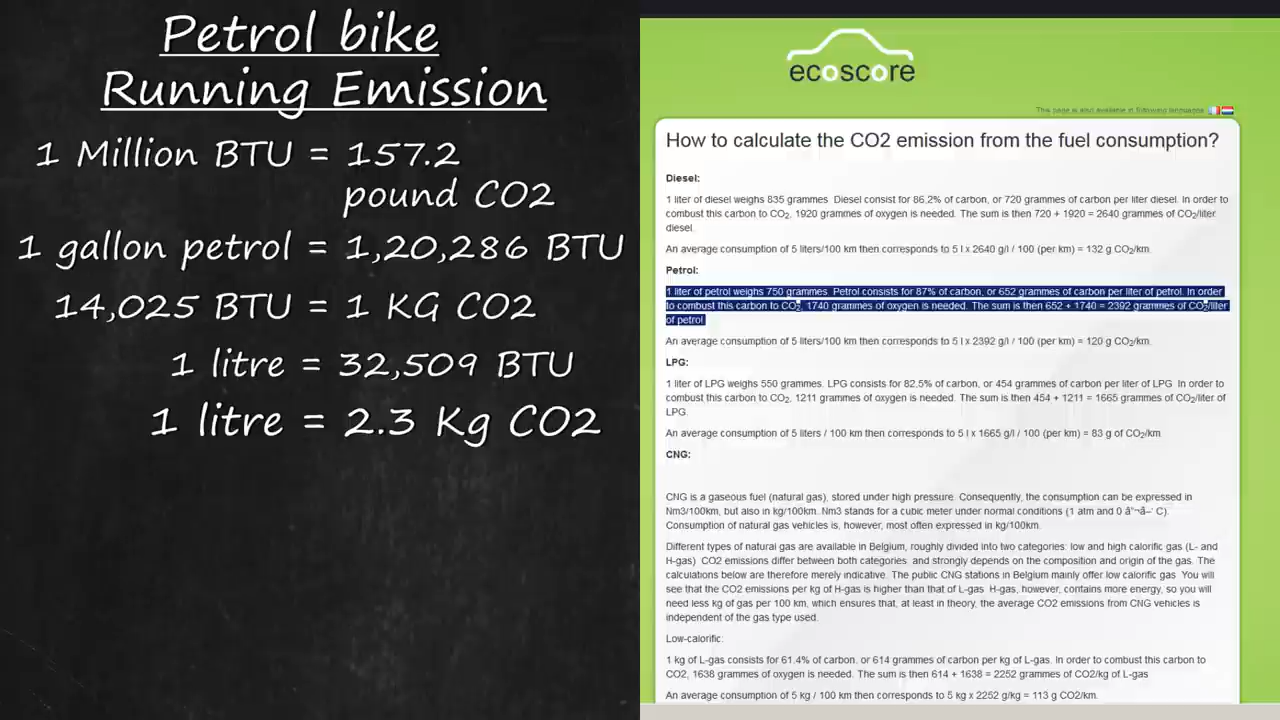 Petrol bike
Running Emission
1 Million BTU = 157.2
pound CO2
1 gallon petrol = 1,20,286 BTU
14,025 BTU = 1 KG CO2
1 litre = 32,509 BTU
1 litre = 2.3 Kg CO2
ecoscore
This page is also available in following languages:
How to calculate the CO2 emission from the fuel consumption?
Diesel:
1 liter of diesel weighs 835 grammes. Diesel consist for 86,2% of carbon, or 720 grammes of carbon per liter diesel. In order to
combust this carbon to CO2, 1920 grammes of oxygen is needed. The sum is then 720 + 1920 = 2640 grammes of CO2/liter
diesel.
An average consumption of 5 liters/100 km then corresponds to 5 l x 2640 g/l / 100 (per km) = 132 g CO2/km.
Petrol:
1 liter of petrol weighs 750 grammes. Petrol consists for 87% of carbon, or 652 grammes of carbon per liter of petrol. In order
to combust this carbon to CO2, 1740 grammes of oxygen is needed. The sum is then 652 + 1740 = 2392 grammes of CO2/liter
of petrol.
An average consumption of 5 liters/100 km then corresponds to 5 l x 2392 g/l / 100 (per km) = 120 g CO2/km.
LPG:
1 liter of LPG weighs 550 grammes. LPG consists for 82,5% of carbon, or 454 grammes of carbon per liter of LPG. In order to
combust this carbon to CO2, 1211 grammes of oxygen is needed. The sum is then 454 + 1211 = 1665 grammes of CO2/liter of
LPG.
An average consumption of 5 liters / 100 km then corresponds to 5 l x 1665 g/l / 100 (per km) = 83 g of CO2/km.
CNG:
CNG is a gaseous fuel (natural gas), stored under high pressure. Consequently, the consumption can be expressed in
Nm3/100km, but also in kg/100km. Nm3 stands for a cubic meter under normal conditions (1 atm and 0 C).
Consumption of natural gas vehicles is, however, most often expressed in kg/100km.
Different types of natural gas are available in Belgium, roughly divided into two categories: low and high calorific gas (L- and
H-gas). CO2 emissions differ between both categories and strongly depends on the composition and origin of the gas. The
calculations below are therefore merely indicative. The public CNG stations in Belgium mainly offer low calorific gas. You will
see that the CO2 emissions per kg of H-gas is higher than that of L-gas. H-gas, however, contains more energy, so you will
need less kg of gas per 100 km, which ensures that, at least in theory, the average CO2 emissions from CNG vehicles is
independent of the gas type used.
Low-calorific:
1 kg of L-gas consists for 61.4% of carbon, or 614 grammes of carbon per kg of L-gas. In order to combust this carbon to
CO2, 1638 grammes of oxygen is needed. The sum is then 614 + 1638 = 2252 grammes of CO2/kg of L-gas
An average consumption of 5 kg / 100 km then corresponds to 5 kg x 2252 g/kg = 113 g CO2/km.